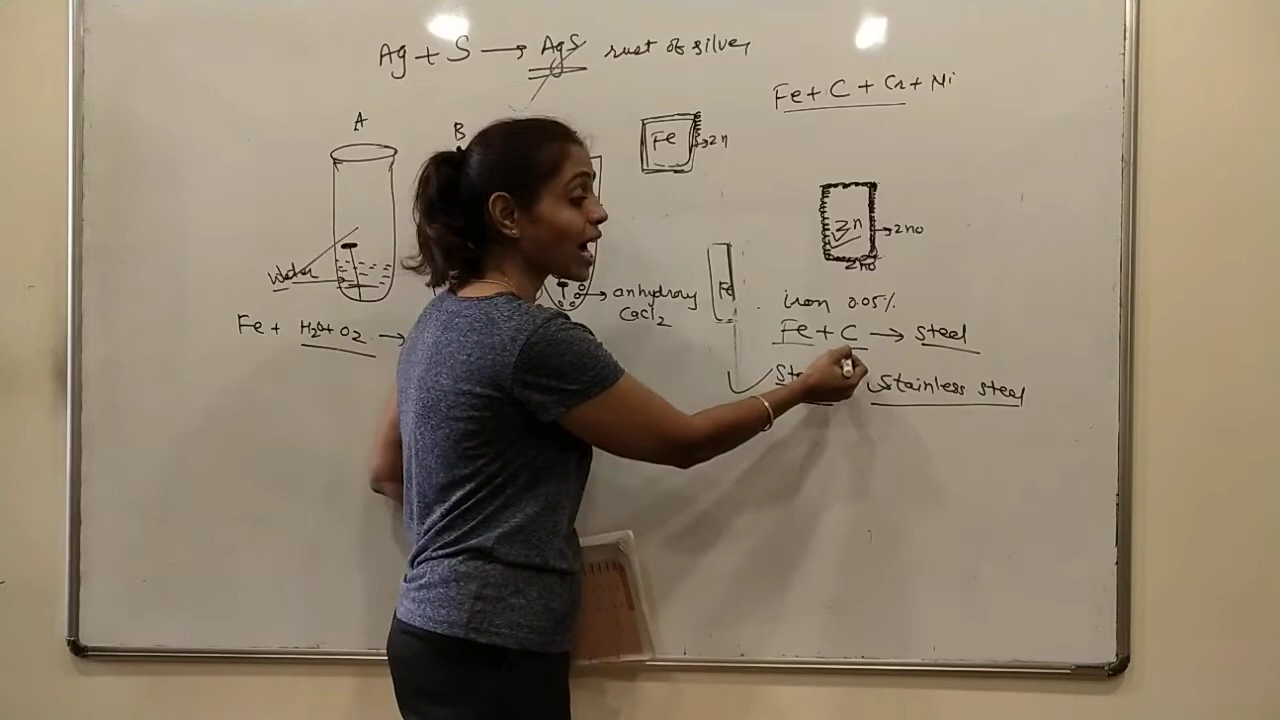 Ag + S → AgS rust of silver
Fe + C + Cr + Ni
A
B
Fe → Zn
Zn → ZnO
ZnO
Water
anhydrous
CaCl2
Fe
iron 0.05%
Fe + H2O + O2 →
Fe + C → steel
Stainless steel